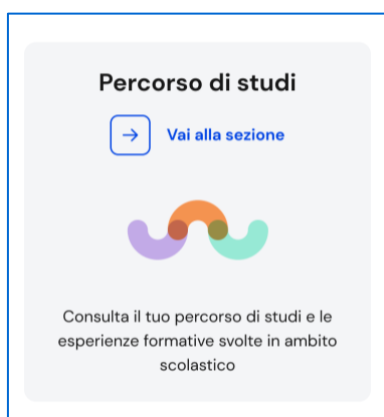 Percorso di studi
Vai alla sezione
Consulta il tuo percorso di studi e le
esperienze formative svolte in ambito
scolastico